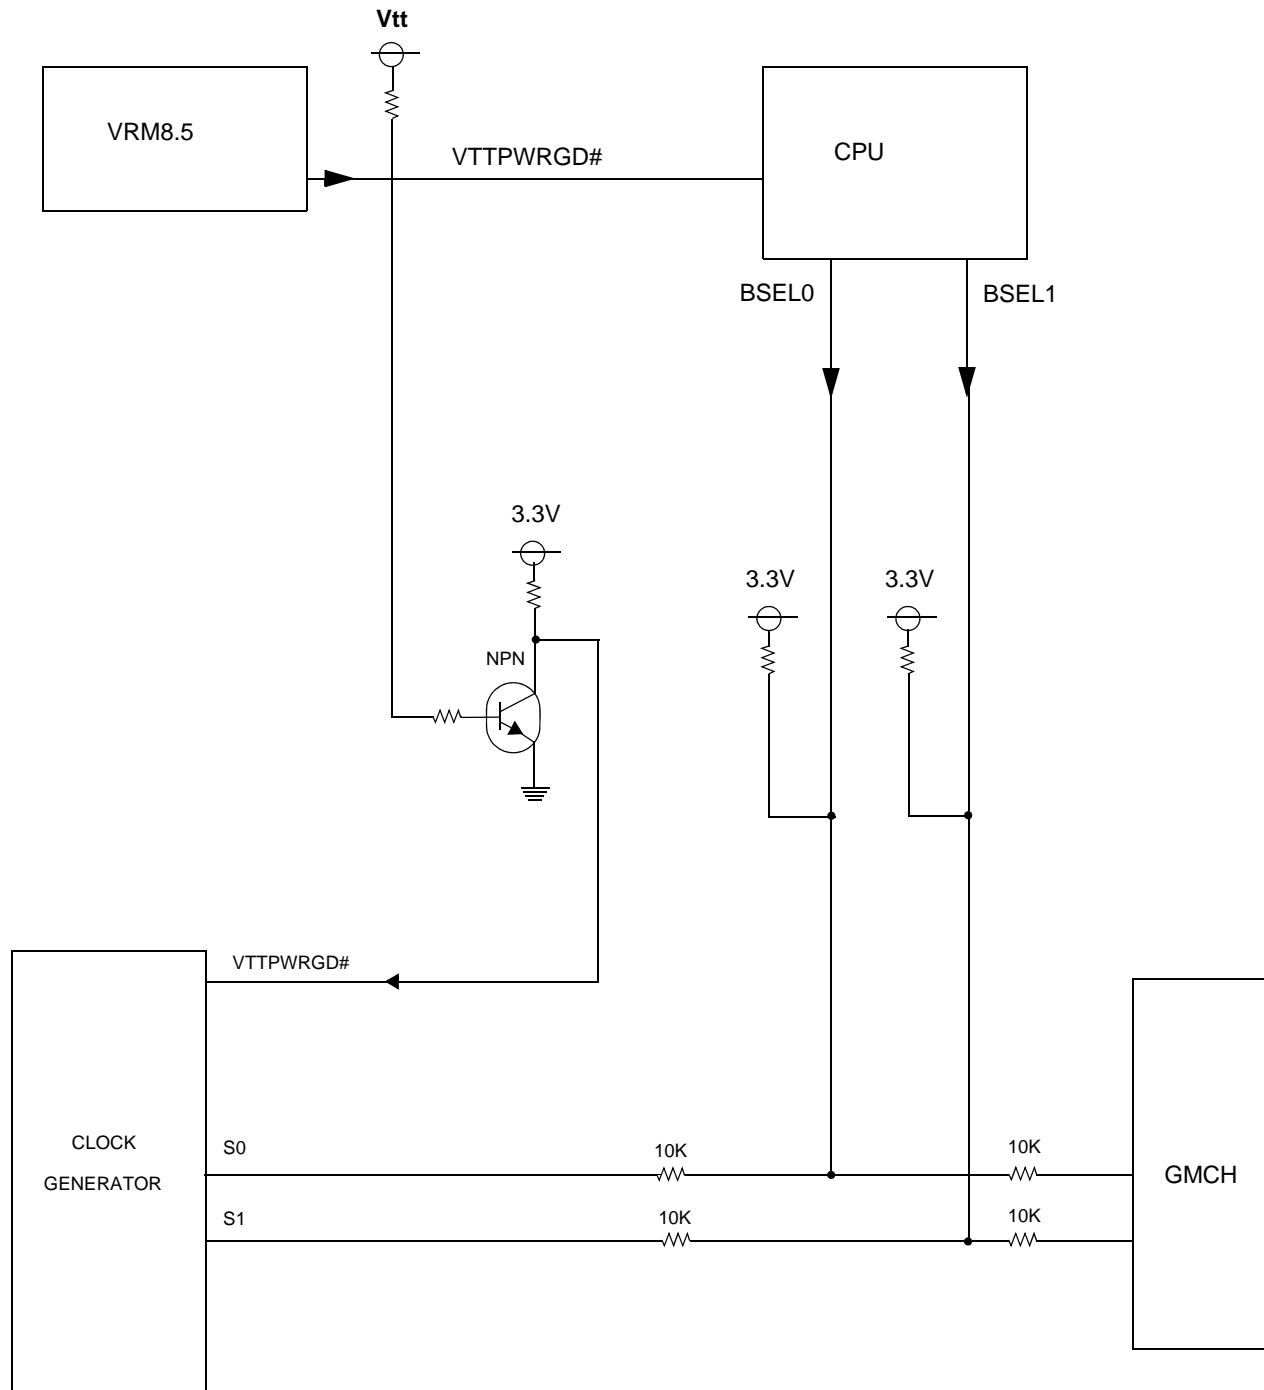 Vtt
VRM8.5
VTTPWRGD#
CPU
BSEL0
BSEL1
3.3V
3.3V
3.3V
NPN
VTTPWRGD#
CLOCK
GENERATOR
S0
10K
10K
GMCH
S1
10K
10K